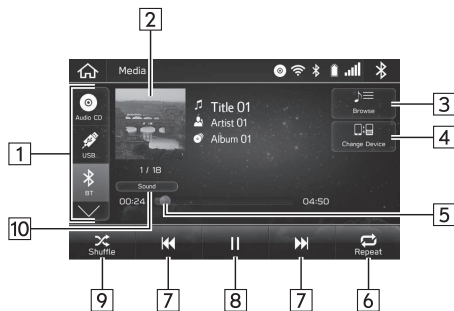 2
Media
Title 01
Artist 01
Album 01
Browse
3
Change Device
4
Audio CD
USB
BT
1
1 / 18
Sound
00:24
04:50
5
10
Shuffle
Repeat
9
7
8
7
6